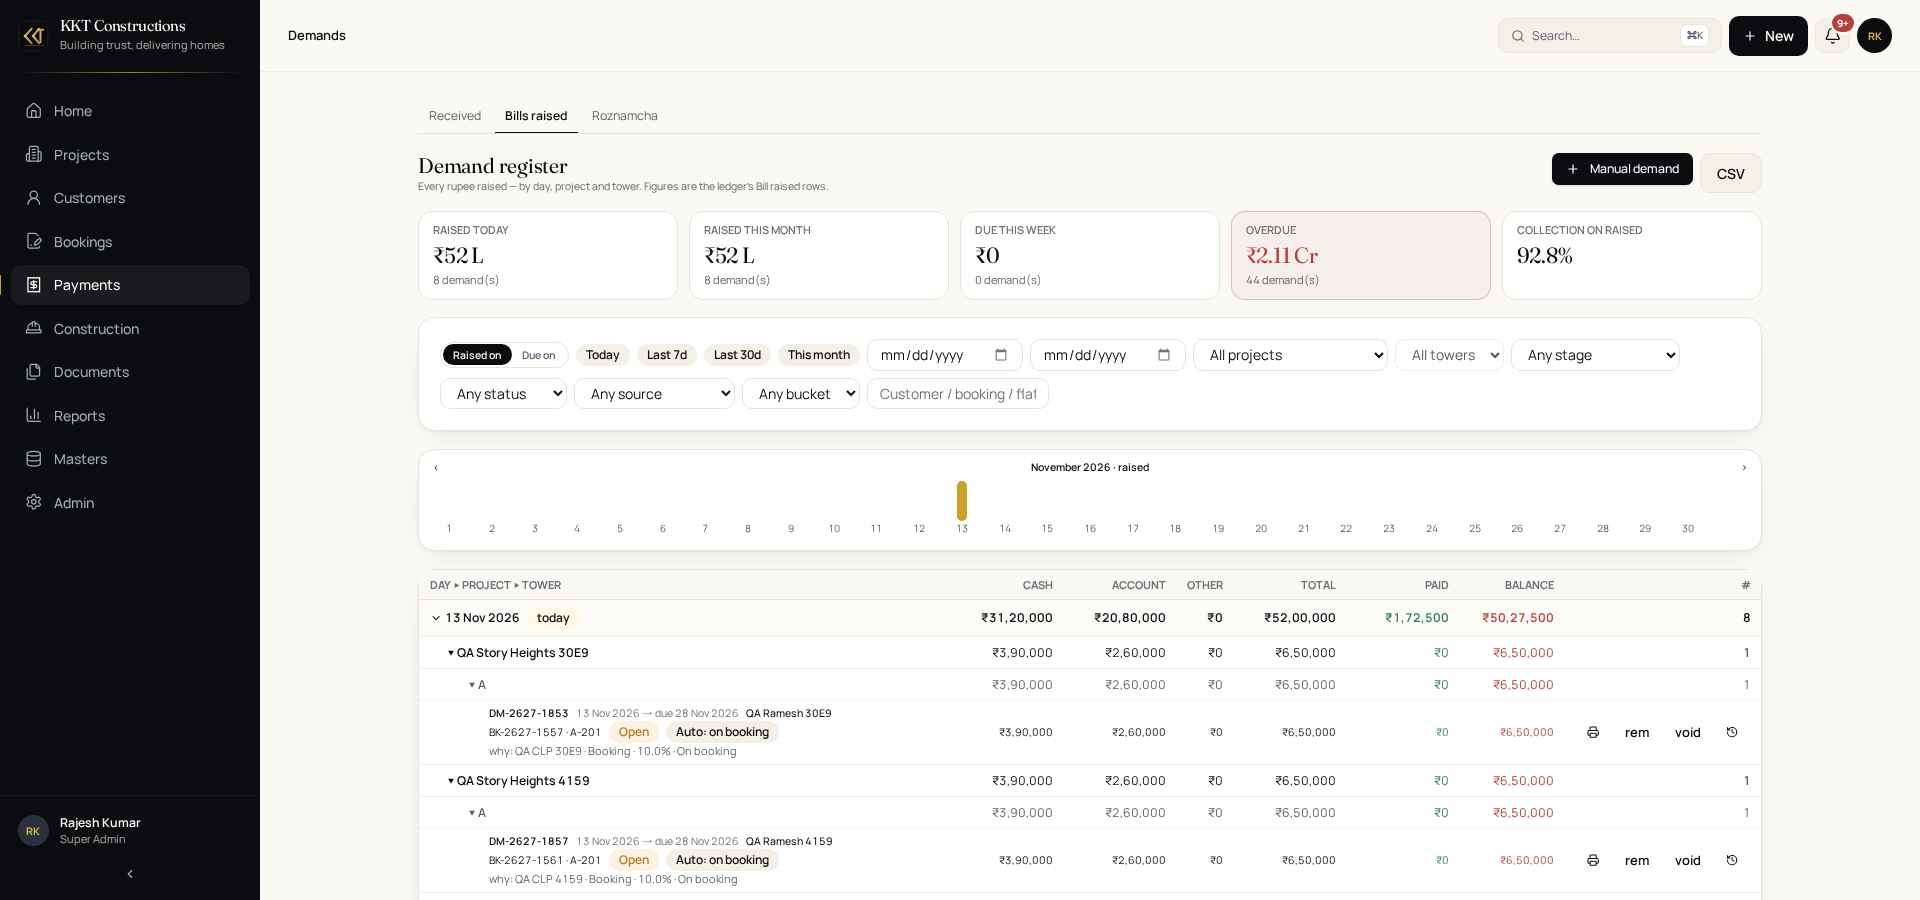 KKT Constructions
Building trust, delivering homes
Home
Projects
Customers
Bookings
Payments
Construction
Documents
Reports
Masters
Admin
RK
Rajesh Kumar
Super Admin
Demands
Search...
⌘K
+ New
9+
RK
Received Bills raised Roznamcha
Demand register
Every rupee raised — by day, project and tower. Figures are the ledger's Bill raised rows.
+ Manual demand
CSV
RAISED TODAY
₹52 L
8 demand(s)
RAISED THIS MONTH
₹52 L
8 demand(s)
DUE THIS WEEK
₹0
0 demand(s)
OVERDUE
₹2.11 Cr
44 demand(s)
COLLECTION ON RAISED
92.8%
Raised on Due on Today Last 7d Last 30d This month mm/dd/yyyy mm/dd/yyyy All projects All towers Any stage
Any status Any source Any bucket Customer / booking / flat
‹ November 2026 · raised ›
1 2 3 4 5 6 7 8 9 10 11 12 13 14 15 16 17 18 19 20 21 22 23 24 25 26 27 28 29 30
DAY ▸ PROJECT ▸ TOWER CASH ACCOUNT OTHER TOTAL PAID BALANCE #
13 Nov 2026 today ₹31,20,000 ₹20,80,000 ₹0 ₹52,00,000 ₹1,72,500 ₹50,27,500 8
▾ QA Story Heights 30E9 ₹3,90,000 ₹2,60,000 ₹0 ₹6,50,000 ₹0 ₹6,50,000 1
▾ A ₹3,90,000 ₹2,60,000 ₹0 ₹6,50,000 ₹0 ₹6,50,000 1
DM-2627-1853 13 Nov 2026 → due 28 Nov 2026 QA Ramesh 30E9
BK-2627-1557 · A-201 Open Auto: on booking ₹3,90,000 ₹2,60,000 ₹0 ₹6,50,000 ₹0 ₹6,50,000 rem void
why: QA CLP 30E9 · Booking · 10.0% · On booking
▾ QA Story Heights 4159 ₹3,90,000 ₹2,60,000 ₹0 ₹6,50,000 ₹0 ₹6,50,000 1
▾ A ₹3,90,000 ₹2,60,000 ₹0 ₹6,50,000 ₹0 ₹6,50,000 1
DM-2627-1857 13 Nov 2026 → due 28 Nov 2026 QA Ramesh 4159
BK-2627-1561 · A-201 Open Auto: on booking ₹3,90,000 ₹2,60,000 ₹0 ₹6,50,000 ₹0 ₹6,50,000 rem void
why: QA CLP 4159 · Booking · 10.0% · On booking